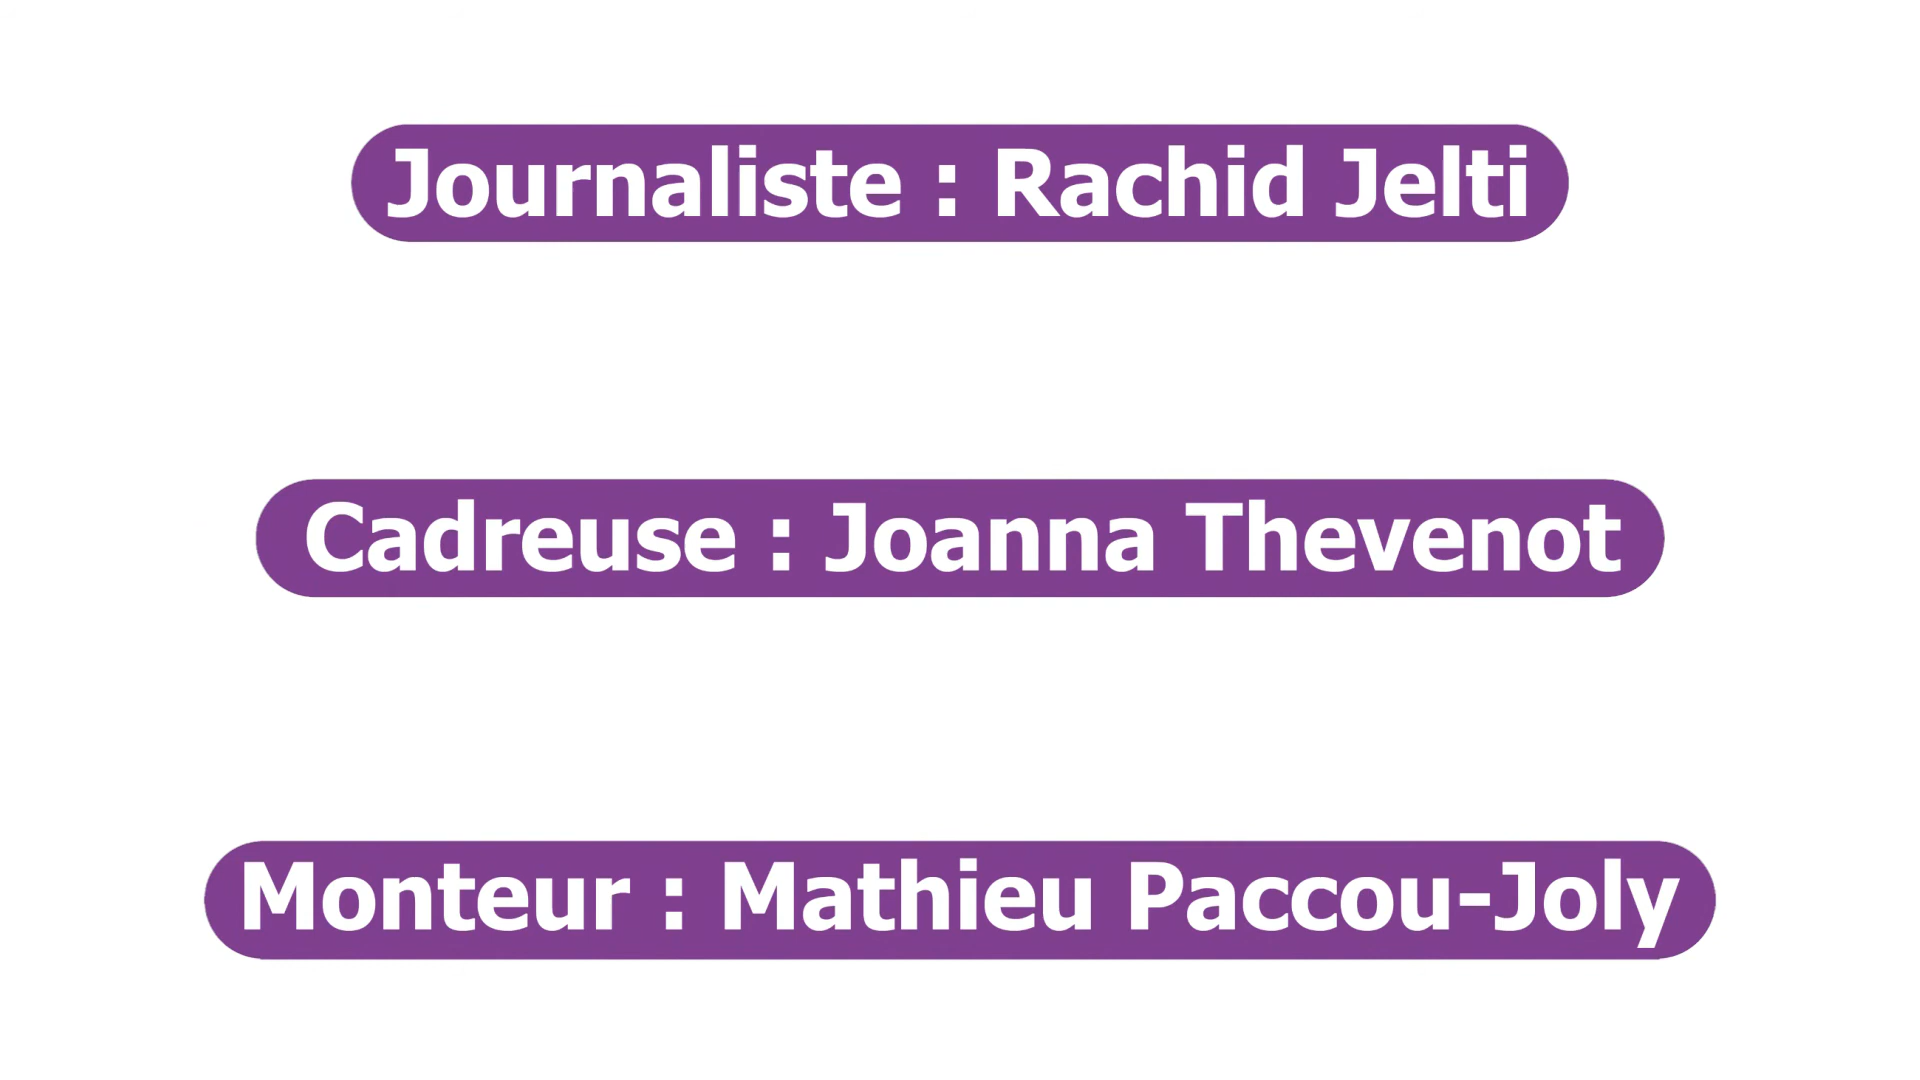 Journaliste : Rachid Jelti
Cadreuse : Joanna Thevenot
Monteur : Mathieu Paccou-Joly